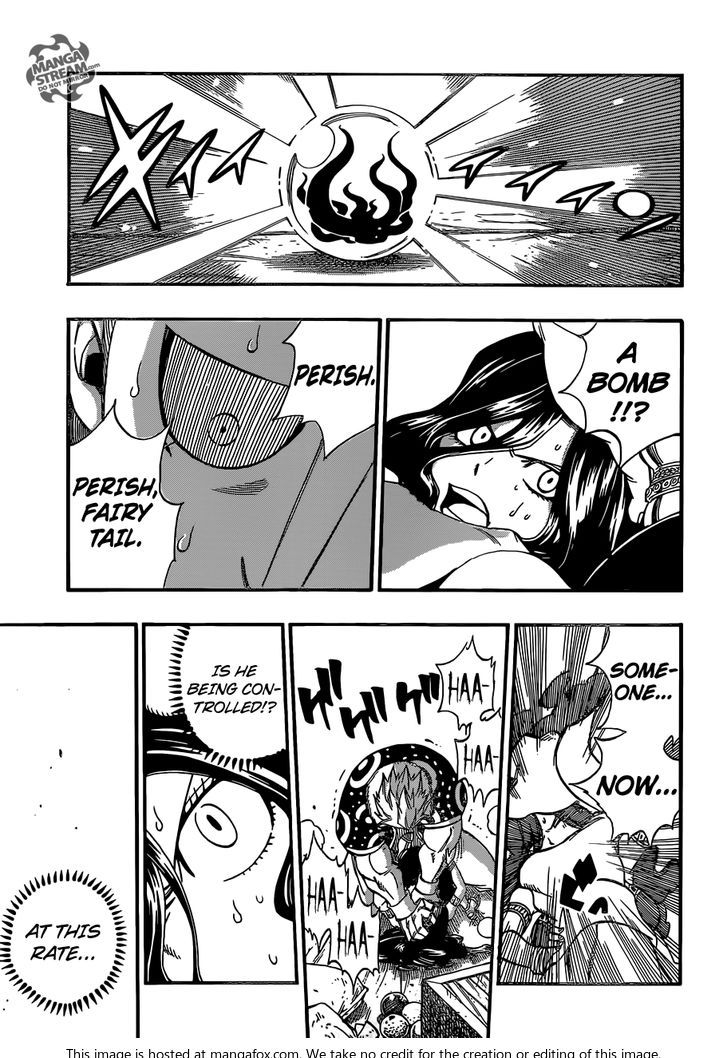 MANGA
STREAM.com
DO NOT MIRROR
A
BOMB
!!?
PERISH.
PERISH,
FAIRY
TAIL.
SOME-
ONE...
NOW...
HAA-
HAA-
HAA-
HAA-
IS HE
BEING CON-
TROLLED!?
AT THIS
RATE...
This image is hosted at mangafox.com. We take no credit for the creation or editing of this image.